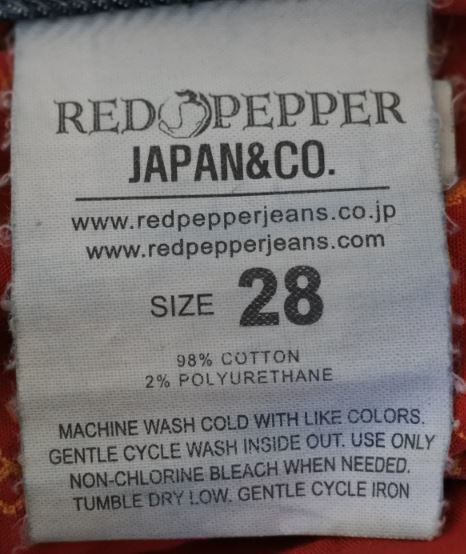 RED PEPPER
JAPAN&CO.
www.redpepperjeans.co.jp
www.redpepperjeans.com
SIZE 28
98% COTTON
2% POLYURETHANE
MACHINE WASH COLD WITH LIKE COLORS.
GENTLE CYCLE WASH INSIDE OUT. USE ONLY
NON-CHLORINE BLEACH WHEN NEEDED.
TUMBLE DRY LOW. GENTLE CYCLE IRON